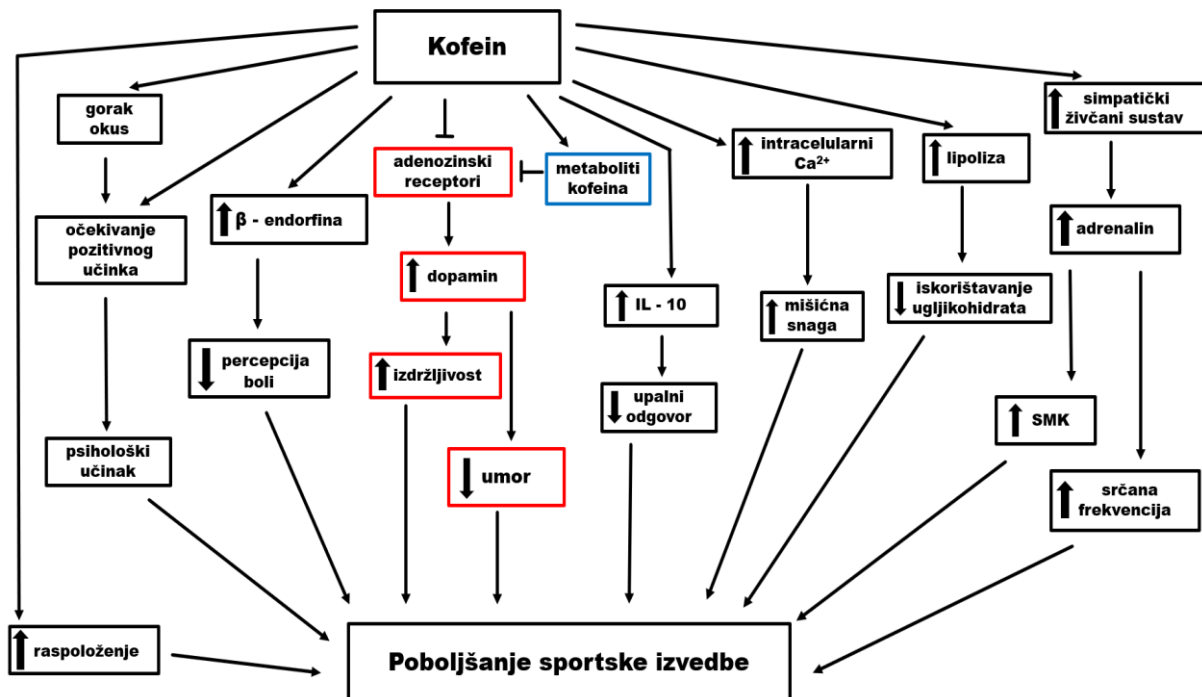 Kofein
gorak
okus
adenozinski
receptori
metaboliti
kofeina
intracelularni
Ca²⁺
lipoliza
simpatički
živčani sustav
očekivanje
pozitivnog
učinka
β - endorfina
dopamin
IL - 10
mišićna
snaga
iskorištavanje
ugljikohidrata
adrenalin
percepcija
boli
izdržljivost
upalni
odgovor
SMK
psihološki
učinak
umor
srčana
frekvencija
raspoloženje
Poboljšanje sportske izvedbe